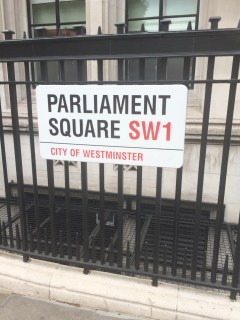 PARLIAMENT
SQUARE SW1
CITY OF WESTMINSTER